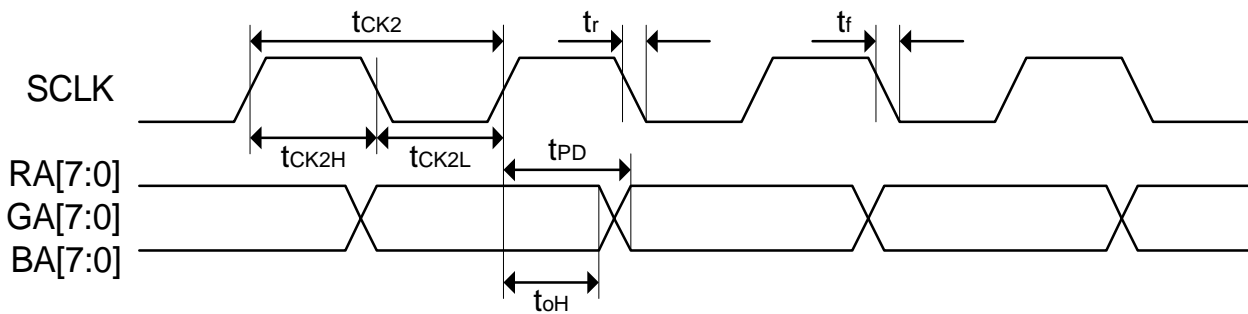 tCK2
tr
tf
SCLK
tCK2H
tCK2L
tPD
RA[7:0]
GA[7:0]
BA[7:0]
toH